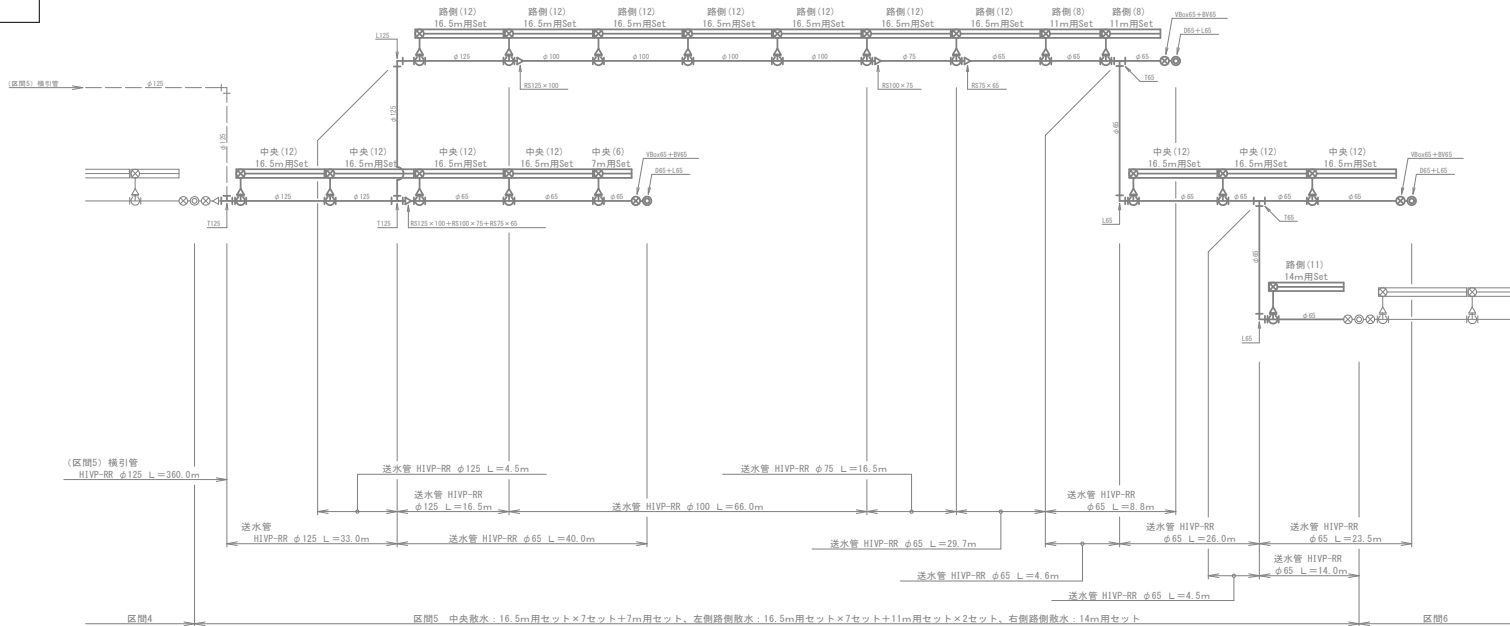 路側(12) 路側(12) 路側(12) 路側(12) 路側(12) 路側(12) 路側(12) 路側(8) 路側(8)
16.5m用Set 16.5m用Set 16.5m用Set 16.5m用Set 16.5m用Set 16.5m用Set 16.5m用Set 11m用Set 11m用Set
VBox65+BV65
D65+L65
L125
φ125 φ100 φ100 φ100 φ100 φ75 φ65 φ65 φ65
RS125×100
RS100×75
RS75×65
T65
(区間5) 横引管 φ125
φ125
φ125
φ65
中央(12) 中央(12) 中央(12) 中央(12) 中央(6)
16.5m用Set 16.5m用Set 16.5m用Set 16.5m用Set 7m用Set
VBox65+BV65
D65+L65
φ125 φ125 φ65 φ65 φ65
T125
T125
RS125×100+RS100×75+RS75×65
中央(12) 中央(12) 中央(12)
16.5m用Set 16.5m用Set 16.5m用Set
VBox65+BV65
D65+L65
φ65 φ65 φ65 φ65
L65
T65
φ65
路側(11)
14m用Set
φ65
L65
(区間5) 横引管
HIVP-RR φ125 L=360.0m
送水管 HIVP-RR φ125 L=4.5m
送水管 HIVP-RR φ75 L=16.5m
送水管 HIVP-RR
φ125 L=16.5m
送水管 HIVP-RR φ100 L=66.0m
送水管 HIVP-RR
φ65 L=8.8m
送水管
HIVP-RR φ125 L=33.0m
送水管 HIVP-RR φ65 L=40.0m
送水管 HIVP-RR φ65 L=29.7m
送水管 HIVP-RR
φ65 L=26.0m
送水管 HIVP-RR
φ65 L=23.5m
送水管 HIVP-RR φ65 L=4.6m
送水管 HIVP-RR
φ65 L=14.0m
送水管 HIVP-RR φ65 L=4.5m
区間4
区間5 中央散水：16.5m用セット×7セット+7m用セット、左側路側散水：16.5m用セット×7セット+11m用セット×2セット、右側路側散水：14m用セット
区間6